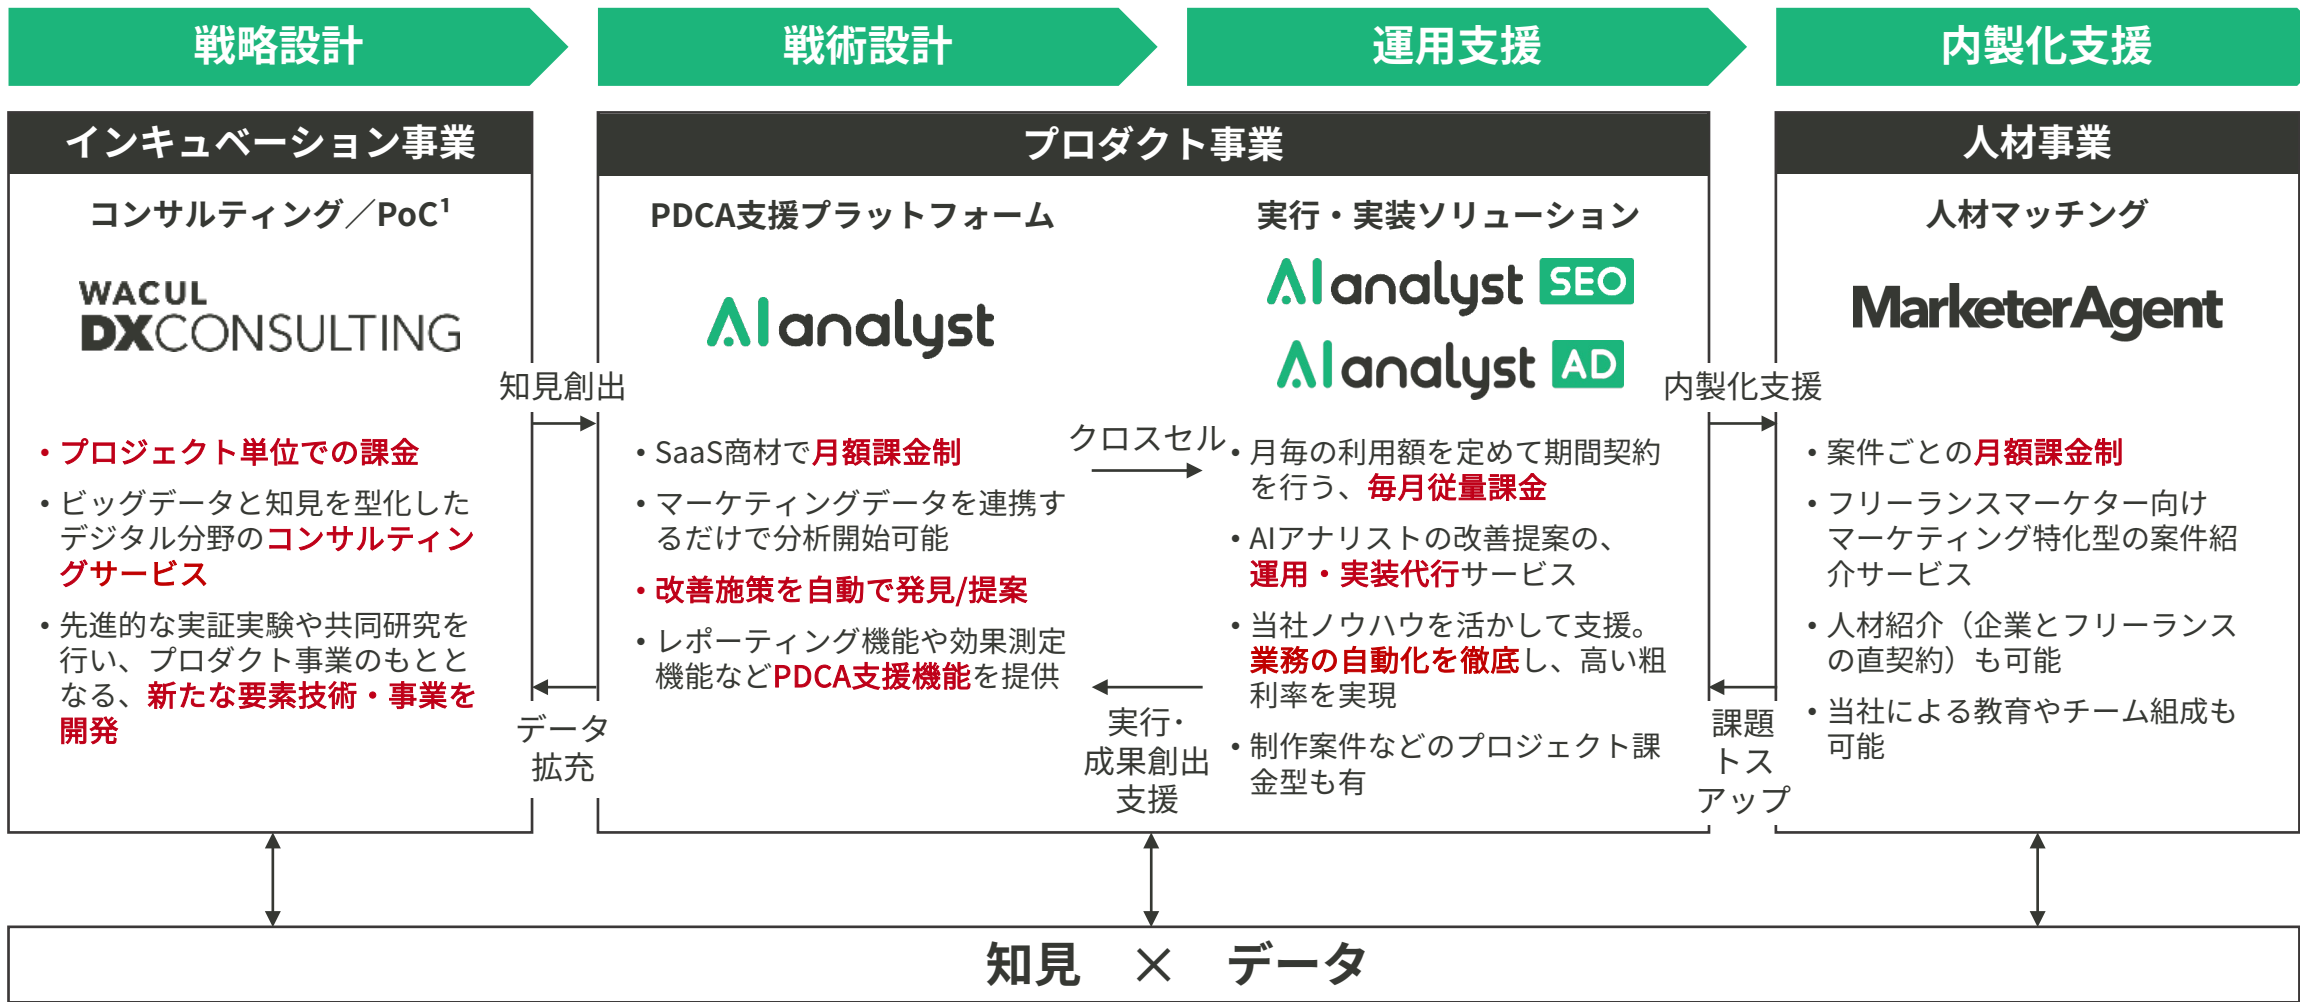 戦略設計
戦術設計
運用支援
内製化支援
インキュベーション事業
コンサルティング／PoC¹
WACUL
DXCONSULTING
・プロジェクト単位での課金
・ビッグデータと知見を型化した
デジタル分野のコンサルティン
グサービス
・先進的な実証実験や共同研究を
行い、プロダクト事業のもとと
なる、新たな要素技術・事業を
開発
知見創出
データ
拡充
プロダクト事業
PDCA支援プラットフォーム
AI analyst
・SaaS商材で月額課金制
・マーケティングデータを連携す
るだけで分析開始可能
・改善施策を自動で発見/提案
・レポーティング機能や効果測定
機能などPDCA支援機能を提供
クロスセル
実行・
成果創出
支援
実行・実装ソリューション
AI analyst SEO
AI analyst AD
・月毎の利用額を定めて期間契約
を行う、毎月従量課金
・AIアナリストの改善提案の、
運用・実装代行サービス
・当社ノウハウを活かして支援。
業務の自動化を徹底し、高い粗
利率を実現
・制作案件などのプロジェクト課
金型も有
内製化支援
課題
トス
アップ
人材事業
人材マッチング
MarketerAgent
・案件ごとの月額課金制
・フリーランスマーケター向け
マーケティング特化型の案件紹
介サービス
・人材紹介（企業とフリーランス
の直契約）も可能
・当社による教育やチーム組成も
可能
知見 × データ